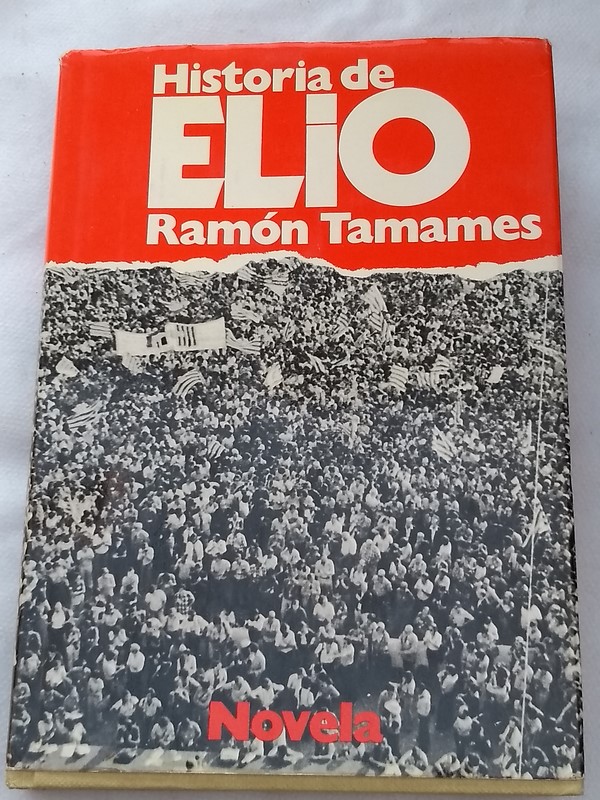 Historia de
ELiO
Ramón Tamames
Novela